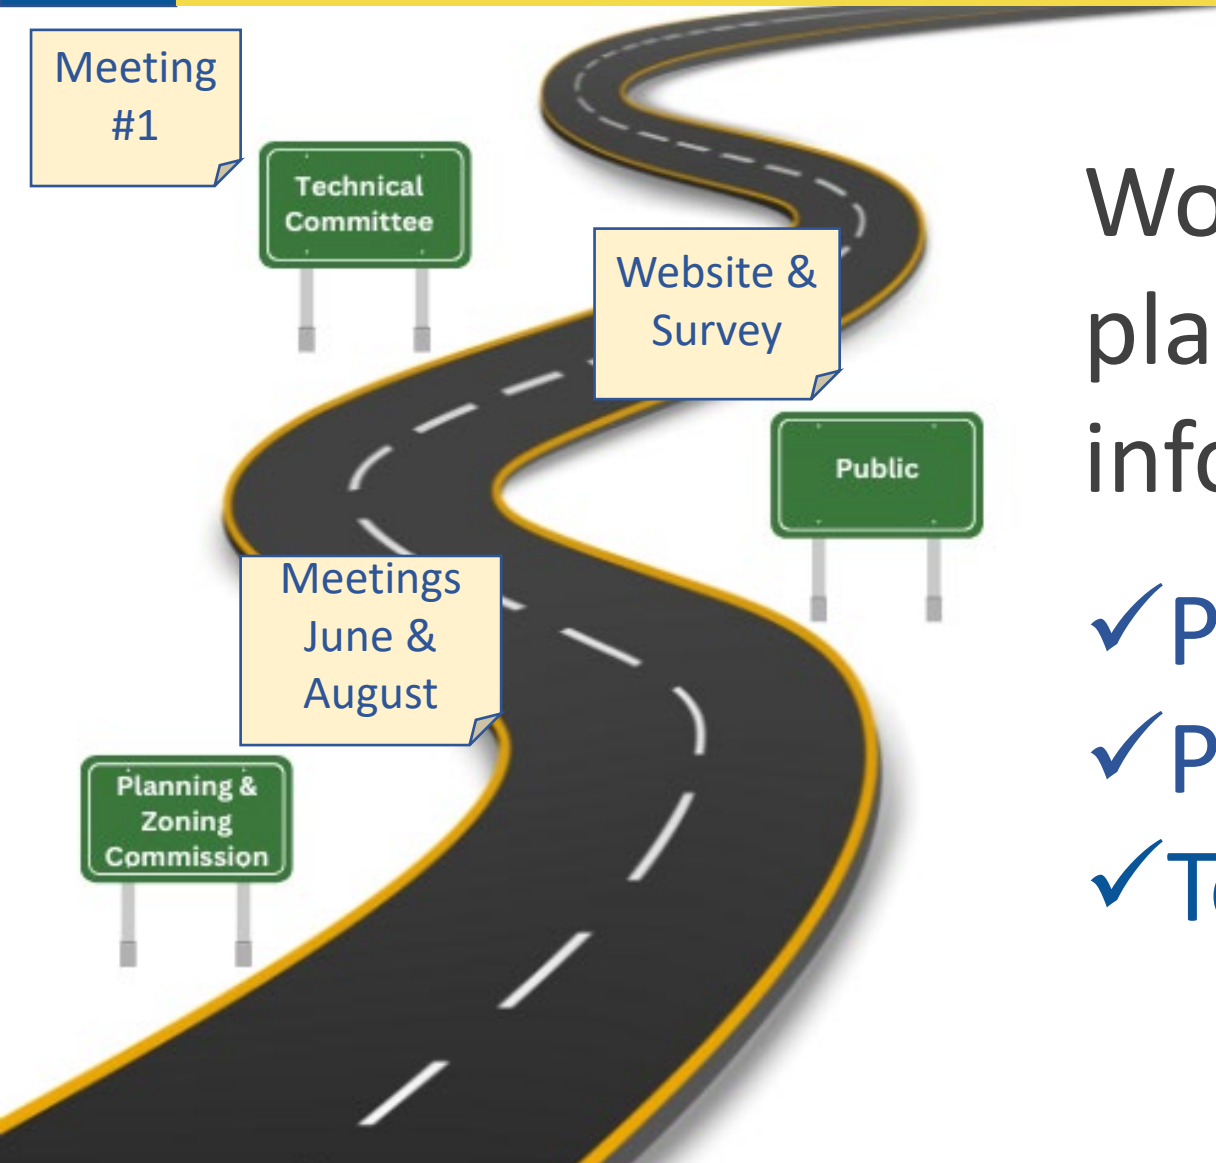 Meeting
#1
Technical
Committee
Website &
Survey
Public
Meetings
June &
August
Planning &
Zoning
Commission